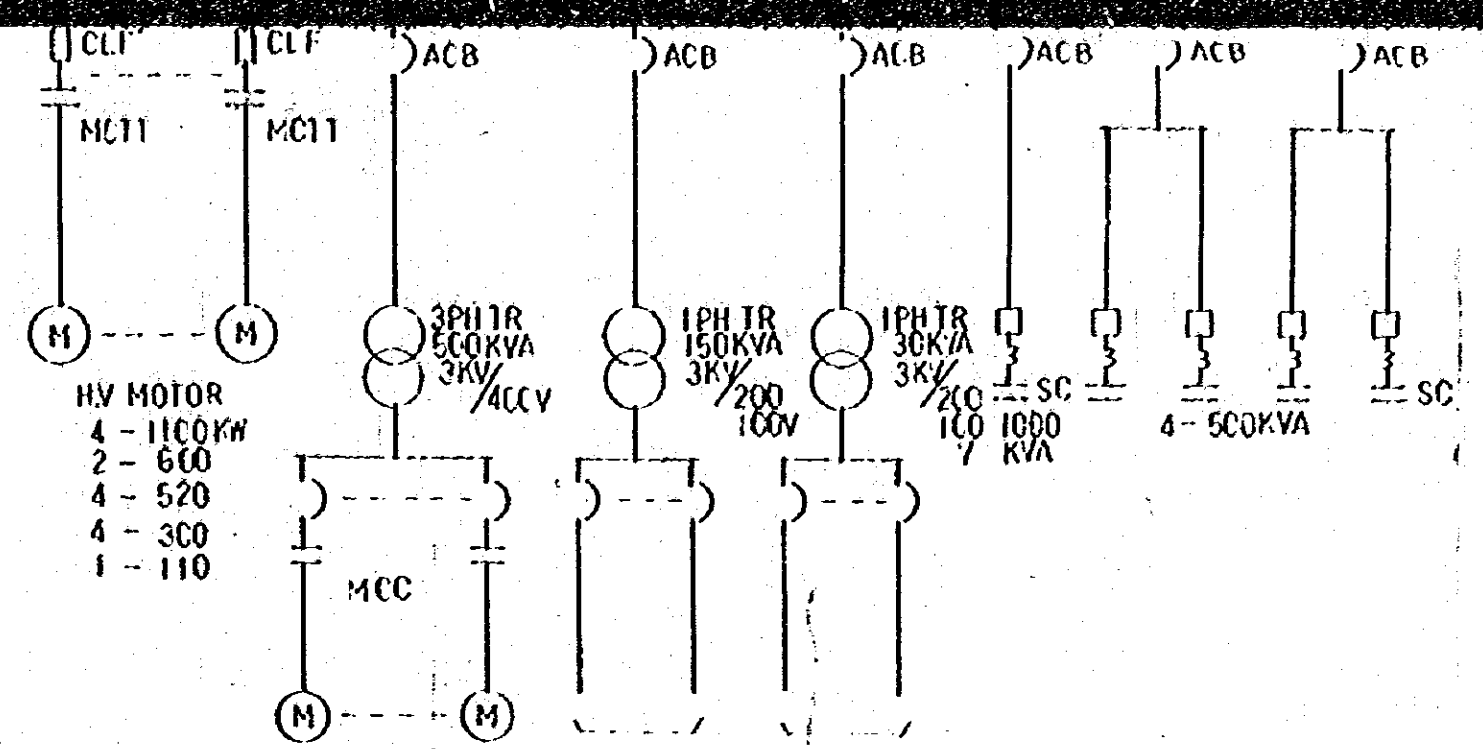 CLF
CLF
ACB
ACB
ACB
ACB
ACB
ACB
MCTT
MCTT
M
M
3PH TR
500KVA
3KV/
400V
1PH TR
150KVA
3KV/
200
100V
1PH TR
30KVA
3KV/
200
100
SC
1000
KVA
SC
4 - 500KVA
HV MOTOR
4 - 1100KW
2 - 600
4 - 520
4 - 300
1 - 110
MCC
M
M